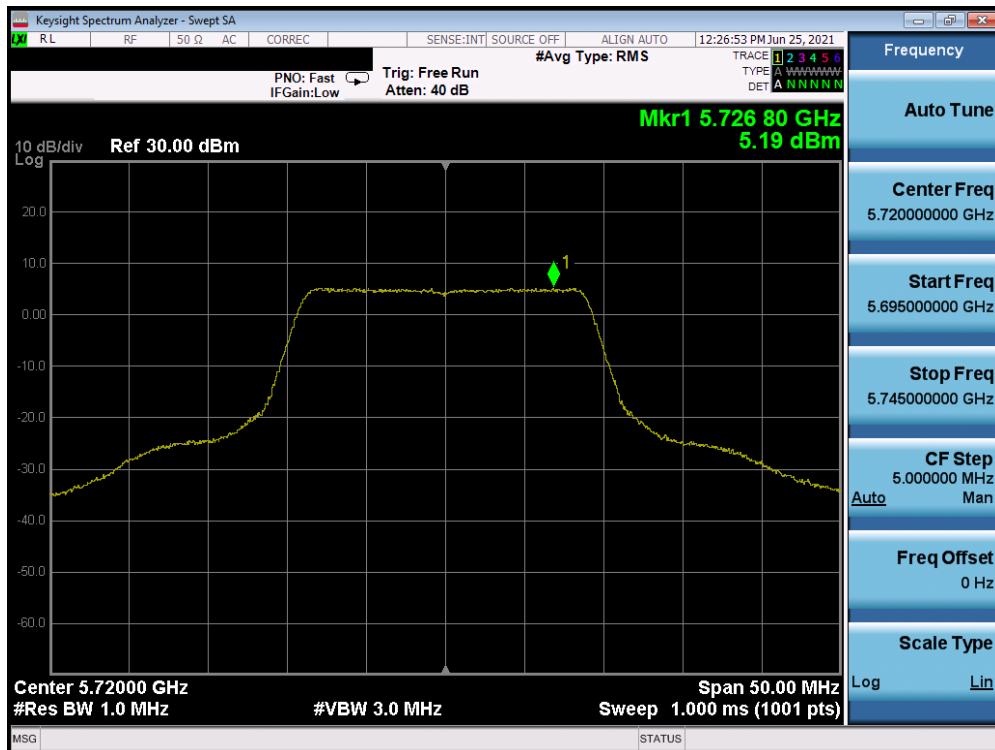 Keysight Spectrum Analyzer - Swept SA
LXI RL RF 50 Ω AC CORREC SENSE:INT SOURCE OFF ALIGN AUTO 12:26:53 PM Jun 25, 2021
#Avg Type: RMS
TRACE 1 2 3 4 5 6
PNO: Fast Trig: Free Run
TYPE A WWWWW
IFGain:Low Atten: 40 dB
DET A N N N N N
Mkr1 5.726 80 GHz
5.19 dBm
10 dB/div Ref 30.00 dBm
Log
20.0
10.0
1
0.00
-10.0
-20.0
-30.0
-40.0
-50.0
-60.0
Center 5.72000 GHz Span 50.00 MHz
#Res BW 1.0 MHz #VBW 3.0 MHz Sweep 1.000 ms (1001 pts)
MSG STATUS
Frequency
Auto Tune
Center Freq
5.720000000 GHz
Start Freq
5.695000000 GHz
Stop Freq
5.745000000 GHz
CF Step
5.000000 MHz
Auto Man
Freq Offset
0 Hz
Scale Type
Log Lin